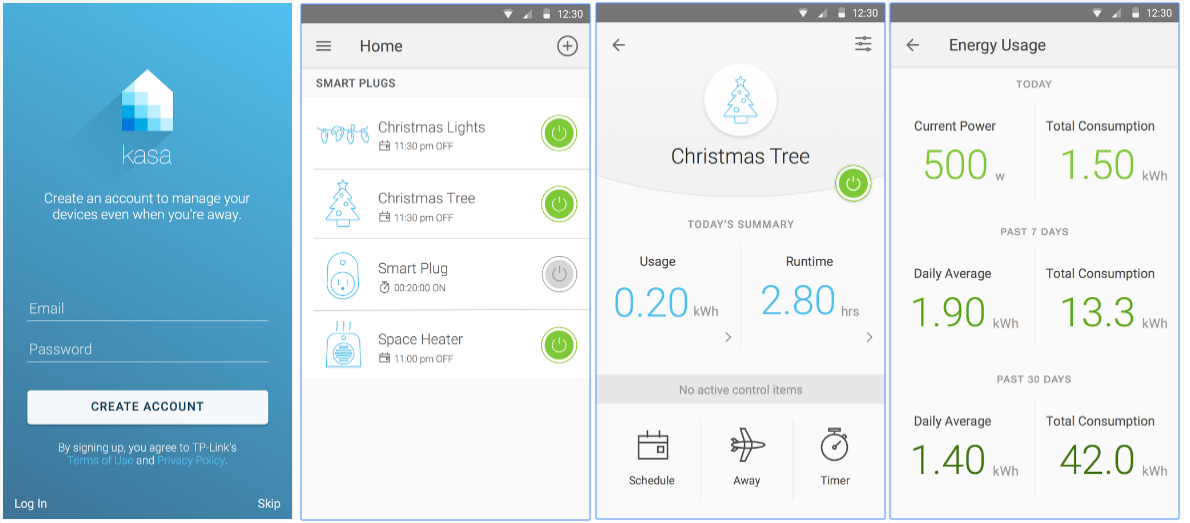 kasa
Create an account to manage your
devices even when you're away.
Email
Password
CREATE ACCOUNT
By signing up, you agree to TP-Link's
Terms of Use and Privacy Policy.
Log In
Skip
12:30
Home
SMART PLUGS
Christmas Lights
11:30 pm OFF
Christmas Tree
11:30 pm OFF
Smart Plug
00:20:00 ON
Space Heater
11:00 pm OFF
12:30
Christmas Tree
TODAY'S SUMMARY
Usage
Runtime
0.20 kWh
2.80 hrs
No active control items
Schedule
Away
Timer
12:30
Energy Usage
TODAY
Current Power
Total Consumption
500 w
1.50 kWh
PAST 7 DAYS
Daily Average
Total Consumption
1.90 kWh
13.3 kWh
PAST 30 DAYS
Daily Average
Total Consumption
1.40 kWh
42.0 kWh